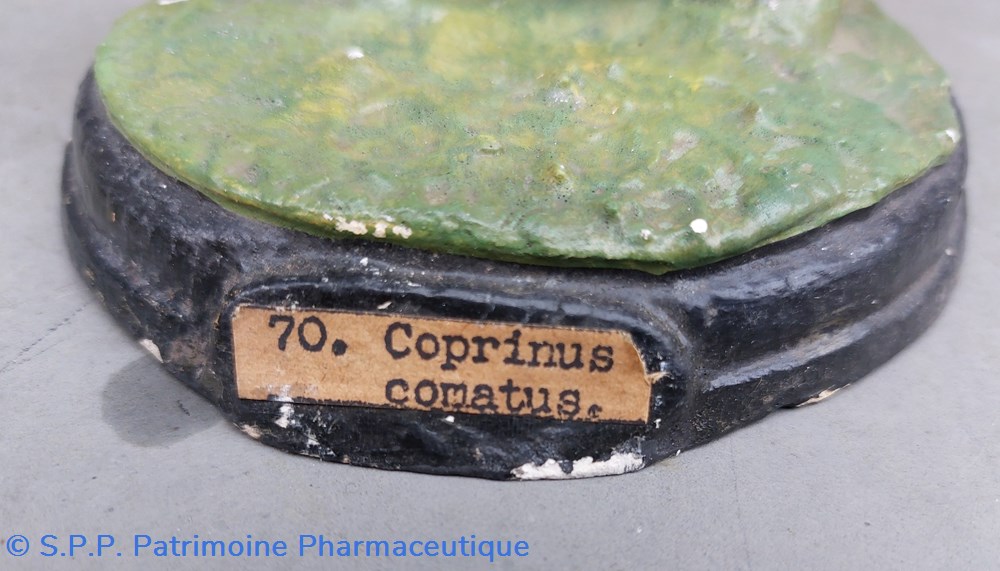 70. Coprinus
comatus.
© S.P.P. Patrimoine Pharmaceutique